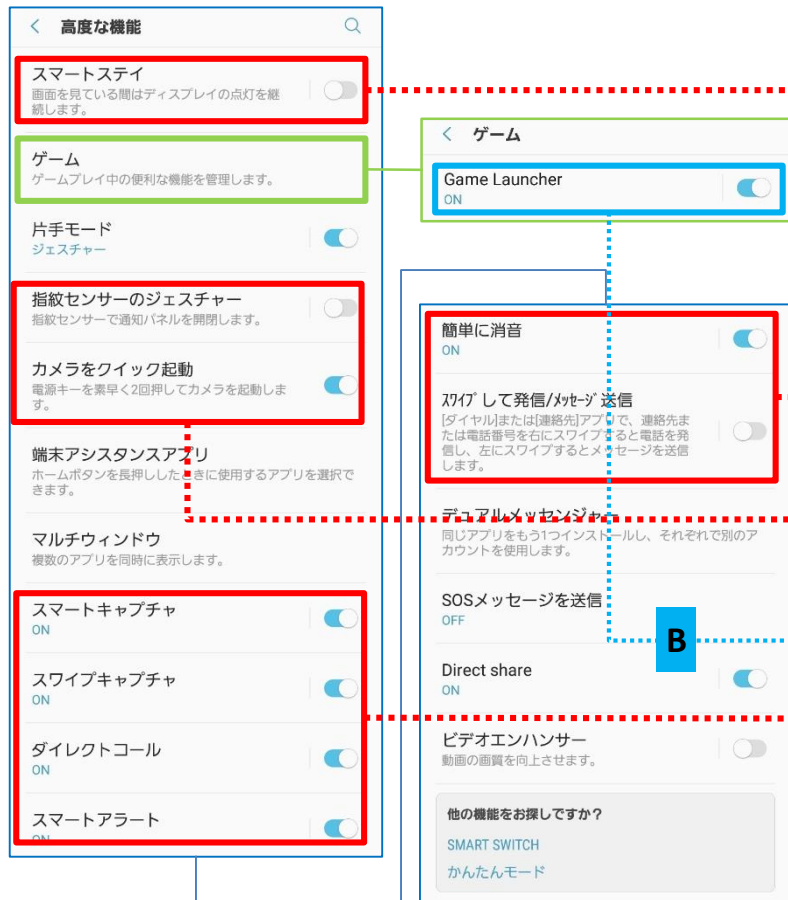 高度な機能
スマートステイ
画面を見ている間はディスプレイの点灯を継
続します。
ゲーム
ゲームプレイ中の便利な機能を管理します。
片手モード
ジェスチャー
指紋センサーのジェスチャー
指紋センサーで通知パネルを開閉します。
カメラをクイック起動
電源キーを素早く2回押してカメラを起動しま
す。
端末アシスタンスアプリ
ホームボタンを長押ししたときに使用するアプリを選択で
きます。
マルチウィンドウ
複数のアプリを同時に表示します。
スマートキャプチャ
ON
スワイプキャプチャ
ON
ダイレクトコール
ON
スマートアラート
ON
ゲーム
Game Launcher
ON
簡単に消音
ON
ｽﾜｲﾌﾟして発信/ﾒｯｾｰｼﾞ送信
[ダイヤル]または[連絡先]アプリで、連絡先ま
たは電話番号を右にスワイプすると電話を発
信し、左にスワイプするとメッセージを送信
します。
デュアルメッセンジャー
同じアプリをもう1つインストールし、それぞれで別のア
カウントを使用します。
SOSメッセージを送信
OFF
B
Direct share
ON
ビデオエンハンサー
動画の画質を向上させます。
他の機能をお探しですか？
SMART SWITCH
かんたんモード